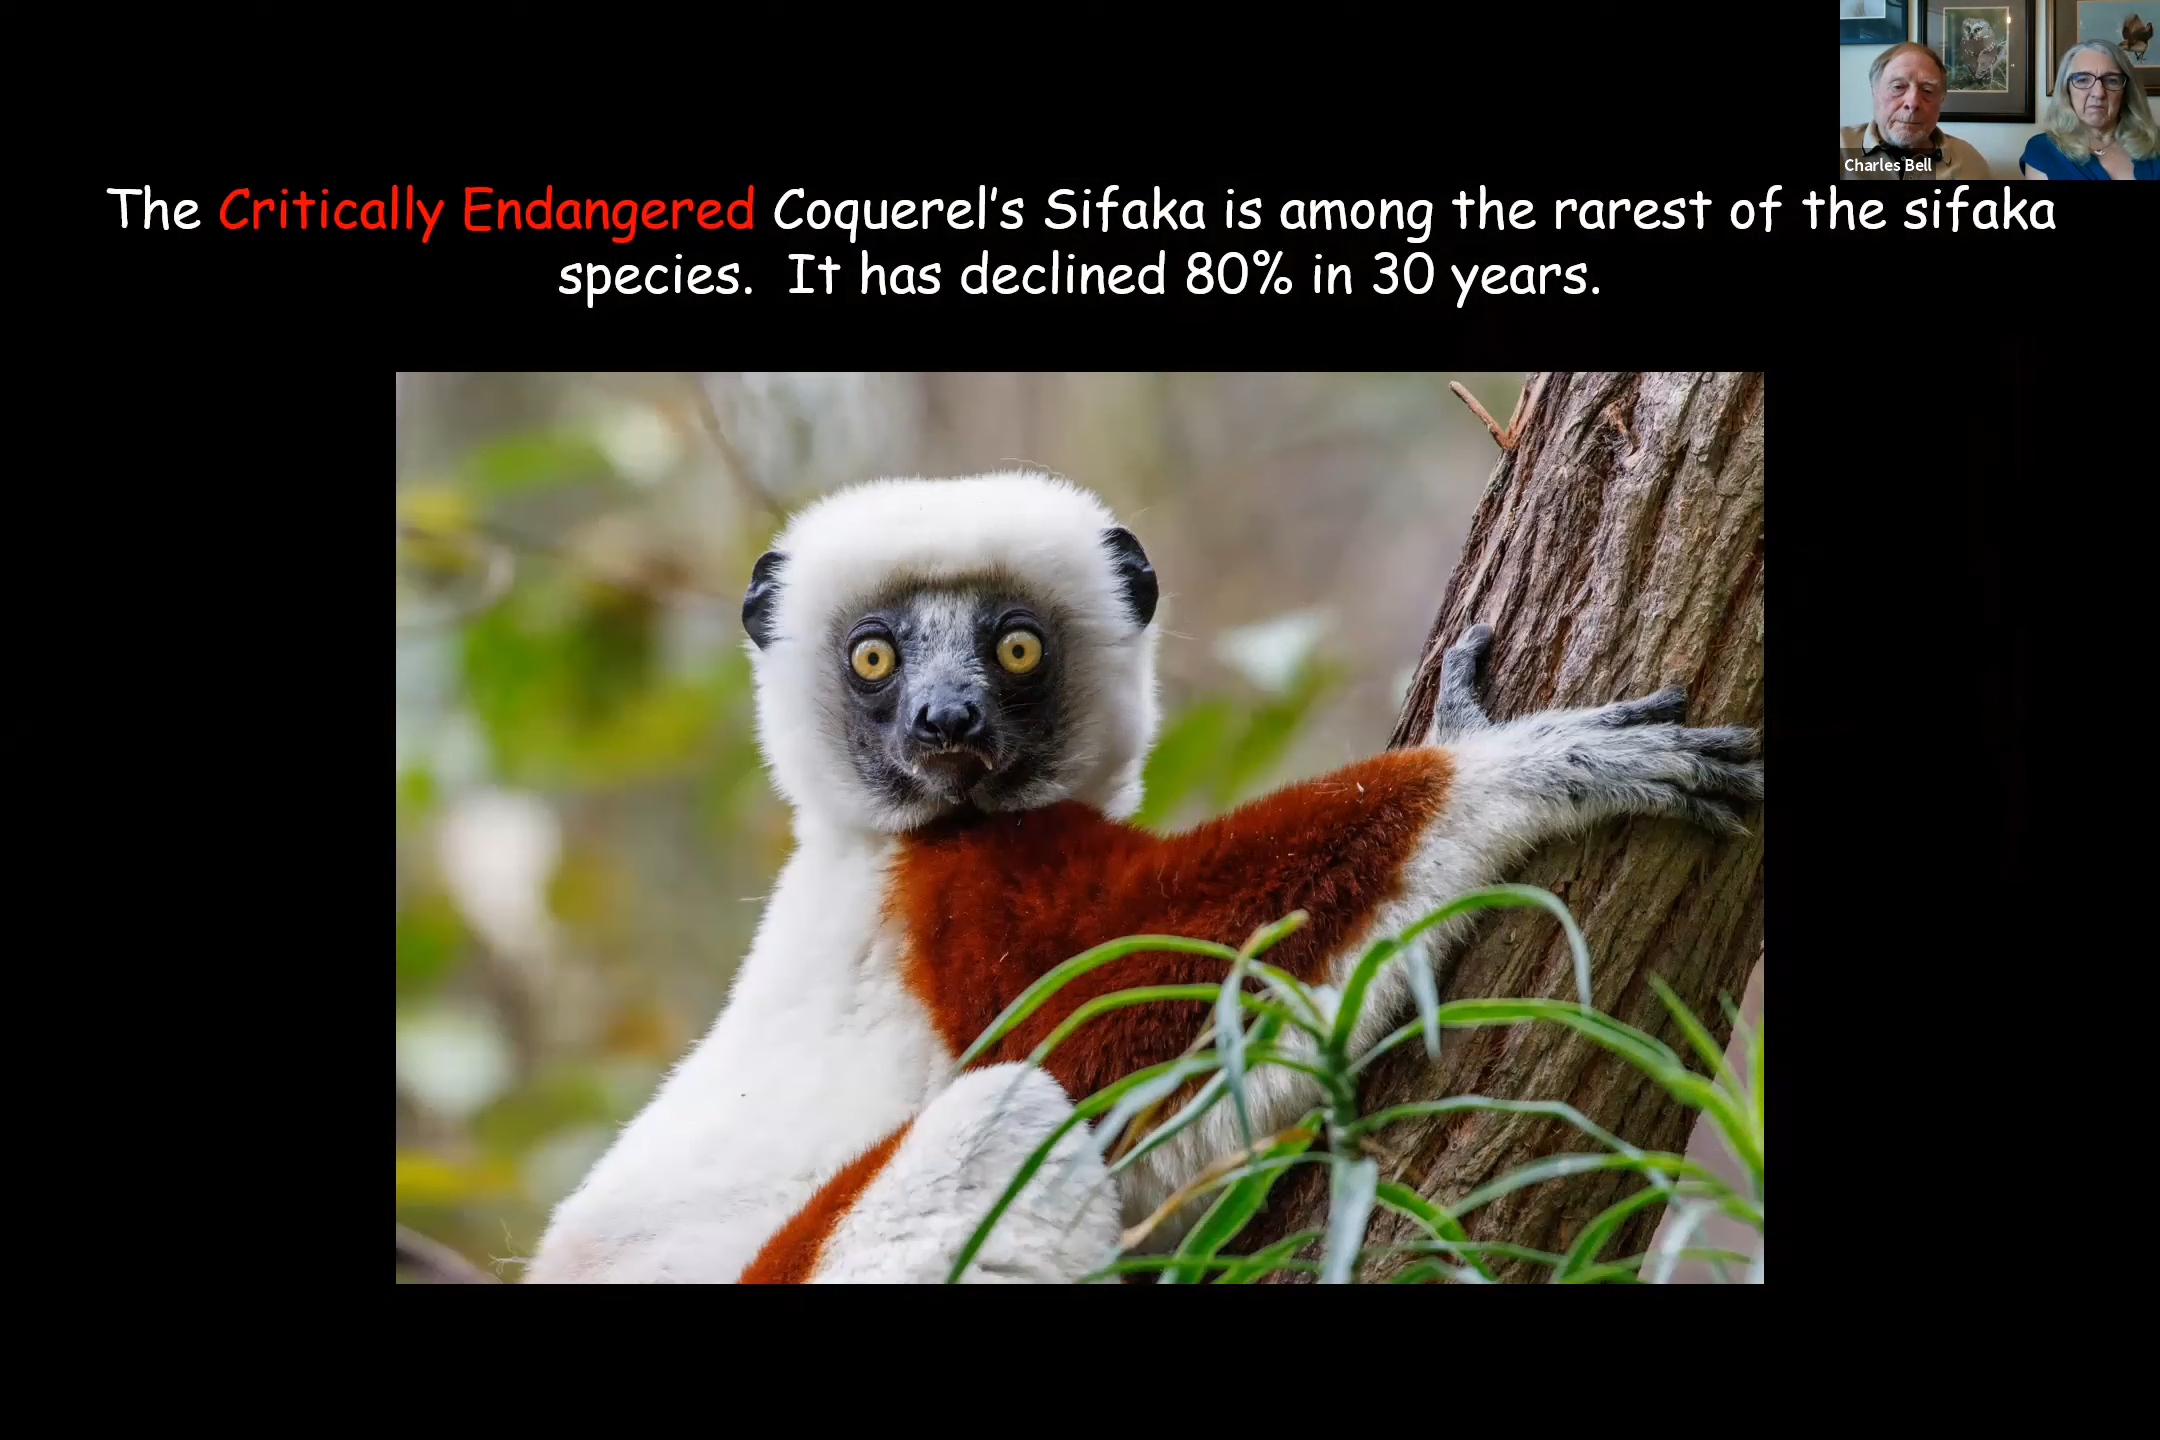 Charles Bell
The Critically Endangered Coquerel's Sifaka is among the rarest of the sifaka
species.  It has declined 80% in 30 years.